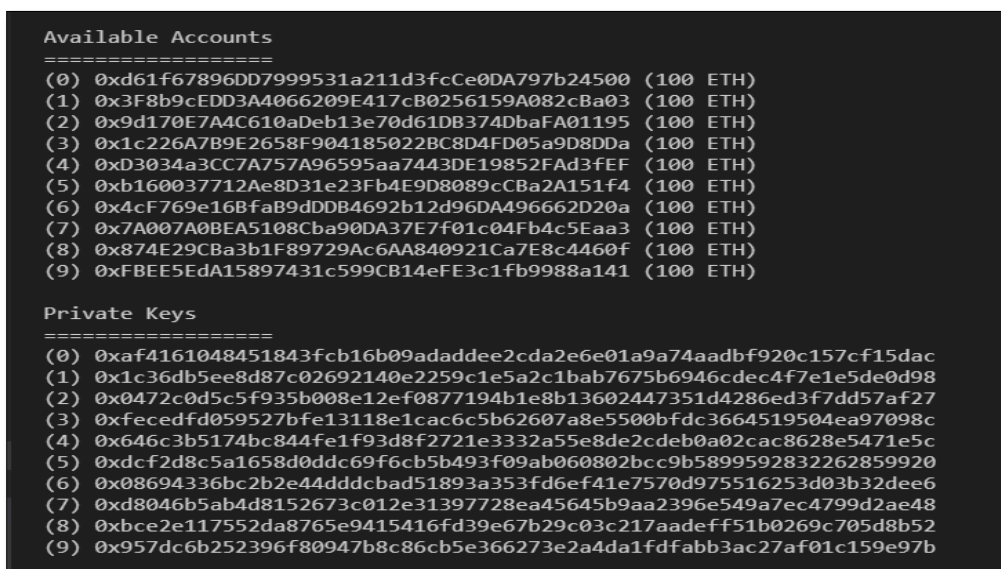 Available Accounts
==================
(0) 0xd61f67896DD7999531a211d3fcCe0DA797b24500 (100 ETH)
(1) 0x3F8b9cEDD3A4066209E417cB0256159A082cBa03 (100 ETH)
(2) 0x9d170E7A4C610aDeb13e70d61DB374DbaFA01195 (100 ETH)
(3) 0x1c226A7B9E2658F904185022BC8D4FD05a9D8DDa (100 ETH)
(4) 0xD3034a3CC7A757A96595aa7443DE19852FAd3fEF (100 ETH)
(5) 0xb160037712Ae8D31e23Fb4E9D8089cCBa2A151f4 (100 ETH)
(6) 0x4cF769e16BfaB9dDDB4692b12d96DA496662D20a (100 ETH)
(7) 0x7A007A0BEA5108Cba90DA37E7f01c04Fb4c5Eaa3 (100 ETH)
(8) 0x874E29CBa3b1F89729Ac6AA840921Ca7E8c4460f (100 ETH)
(9) 0xFBEE5EdA15897431c599CB14eFE3c1fb9988a141 (100 ETH)
Private Keys
==================
(0) 0xaf4161048451843fcb16b09adaddee2cda2e6e01a9a74aadbf920c157cf15dac
(1) 0x1c36db5ee8d87c02692140e2259c1e5a2c1bab7675b6946cdec4f7e1e5de0d98
(2) 0x0472c0d5c5f935b008e12ef0877194b1e8b13602447351d4286ed3f7dd57af27
(3) 0xfecedfd059527bfe13118e1cac6c5b62607a8e5500bfdc3664519504ea97098c
(4) 0x646c3b5174bc844fe1f93d8f2721e3332a55e8de2cdeb0a02cac8628e5471e5c
(5) 0xdcf2d8c5a1658d0ddc69f6cb5b493f09ab060802bcc9b5899592832262859920
(6) 0x08694336bc2b2e44dddcbad51893a353fd6ef41e7570d975516253d03b32dee6
(7) 0xd8046b5ab4d8152673c012e31397728ea45645b9aa2396e549a7ec4799d2ae48
(8) 0xbce2e117552da8765e9415416fd39e67b29c03c217aadeff51b0269c705d8b52
(9) 0x957dc6b252396f80947b8c86cb5e366273e2a4da1fdfabb3ac27af01c159e97b